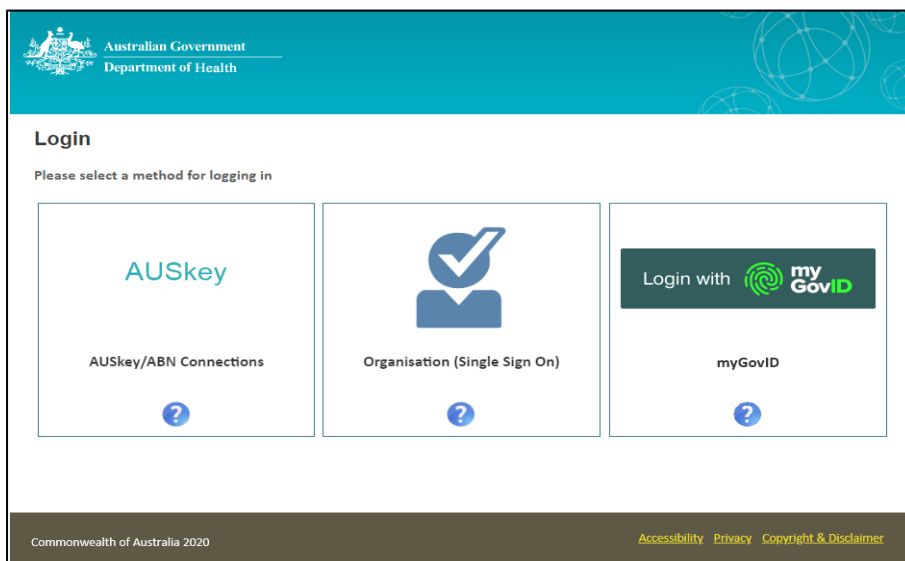 Australian Government
Department of Health
Login
Please select a method for logging in
AUSkey
AUSkey/ABN Connections
?
Organisation (Single Sign On)
?
Login with my GovID
myGovID
?
Commonwealth of Australia 2020
Accessibility Privacy Copyright & Disclaimer